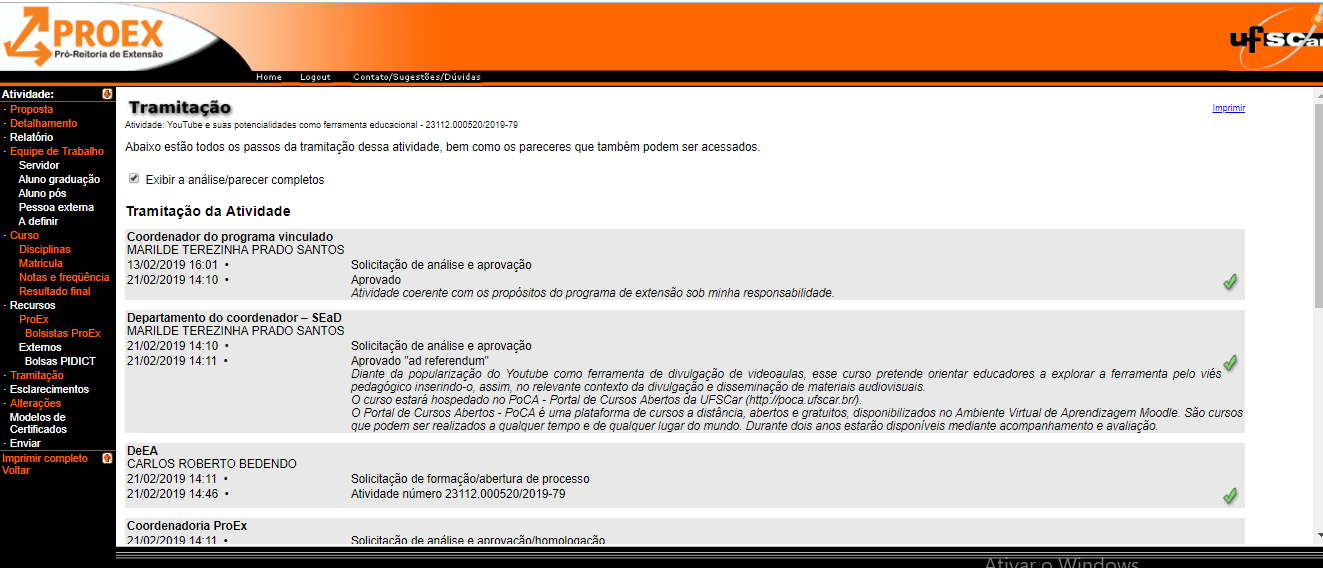 PROEX
Pró-Reitoria de Extensão
ufscar
Home Logout Contato/Sugestões/Dúvidas
Atividade:
· Proposta
· Detalhamento
· Relatório
· Equipe de Trabalho
Servidor
Aluno graduação
Aluno pós
Pessoa externa
A definir
· Curso
Disciplinas
Matricula
Notas e freqüência
Resultado final
· Recursos
ProEx
Bolsistas ProEx
Externos
Bolsas PIDICT
· Tramitação
· Esclarecimentos
· Alterações
Modelos de
Certificados
· Enviar
Imprimir completo
Voltar
Tramitação
Imprimir
Atividade: YouTube e suas potencialidades como ferramenta educacional - 23112.000520/2019-79
Abaixo estão todos os passos da tramitação dessa atividade, bem como os pareceres que também podem ser acessados.
Exibir a análise/parecer completos
Tramitação da Atividade
Coordenador do programa vinculado
MARILDE TEREZINHA PRADO SANTOS
13/02/2019 16:01 • Solicitação de análise e aprovação
21/02/2019 14:10 • Aprovado
Atividade coerente com os propósitos do programa de extensão sob minha responsabilidade.
Departamento do coordenador – SEaD
MARILDE TEREZINHA PRADO SANTOS
21/02/2019 14:10 • Solicitação de análise e aprovação
21/02/2019 14:11 • Aprovado "ad referendum"
Diante da popularização do Youtube como ferramenta de divulgação de videoaulas, esse curso pretende orientar educadores a explorar a ferramenta pelo viés
pedagógico inserindo-o, assim, no relevante contexto da divulgação e disseminação de materiais audiovisuais.
O curso estará hospedado no PoCA - Portal de Cursos Abertos da UFSCar (http://poca.ufscar.br/).
O Portal de Cursos Abertos - PoCA é uma plataforma de cursos a distância, abertos e gratuitos, disponibilizados no Ambiente Virtual de Aprendizagem Moodle. São cursos
que podem ser realizados a qualquer tempo e de qualquer lugar do mundo. Durante dois anos estarão disponíveis mediante acompanhamento e avaliação.
DeEA
CARLOS ROBERTO BEDENDO
21/02/2019 14:11 • Solicitação de formação/abertura de processo
21/02/2019 14:46 • Atividade número 23112.000520/2019-79
Coordenadoria ProEx
21/02/2019 14:11 • Solicitação de análise e aprovação/homologação
Ativar o Windows